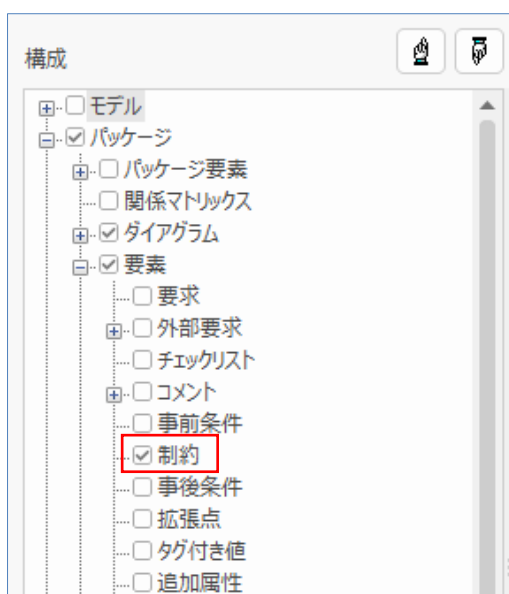 構成
モデル
パッケージ
パッケージ要素
関係マトリックス
ダイアグラム
要素
要求
外部要求
チェックリスト
コメント
事前条件
制約
事後条件
拡張点
タグ付き値
追加属性